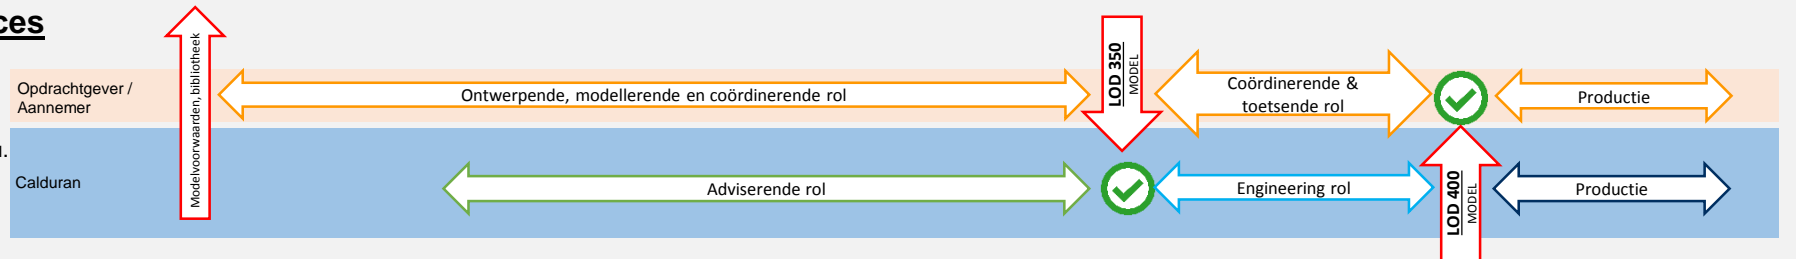 ces
Opdrachtgever /
Aannemer
Modelvoorwaarden, bibliotheek
Ontwerpende, modellerende en coördinerende rol
LOD 350
MODEL
Coördinerende &
toetsende rol
Productie
Calduran
Adviserende rol
Engineering rol
LOD 400
MODEL
Productie